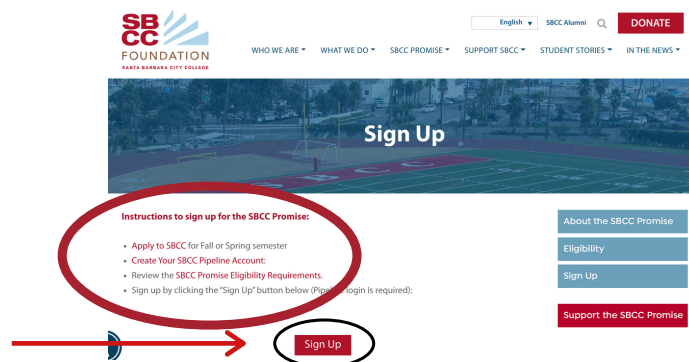 SB
CC
FOUNDATION
SANTA BARBARA CITY COLLEGE
English
SBCC Alumni
DONATE
WHO WE ARE
WHAT WE DO
SBCC PROMISE
SUPPORT SBCC
STUDENT STORIES
IN THE NEWS
Sign Up
S B C C
Instructions to sign up for the SBCC Promise:
• Apply to SBCC for Fall or Spring semester
• Create Your SBCC Pipeline Account:
• Review the SBCC Promise Eligibility Requirements.
• Sign up by clicking the "Sign Up" button below (Pipeline login is required):
Sign Up
About the SBCC Promise
Eligibility
Sign Up
Support the SBCC Promise